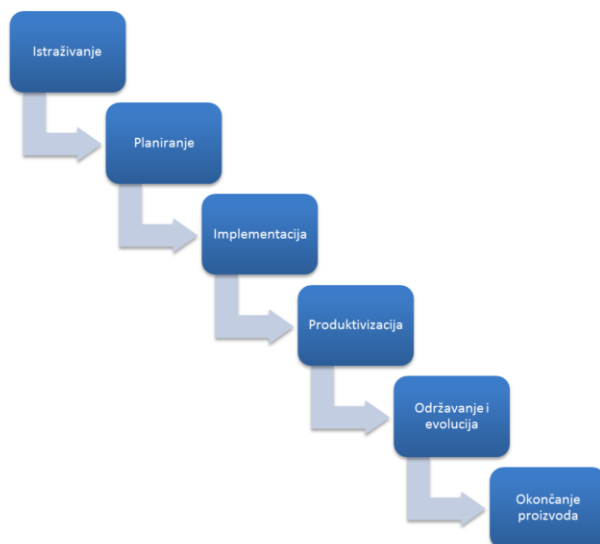 Istraživanje
Planiranje
Implementacija
Produktivizacija
Održavanje i
evolucija
Okončanje
proizvoda